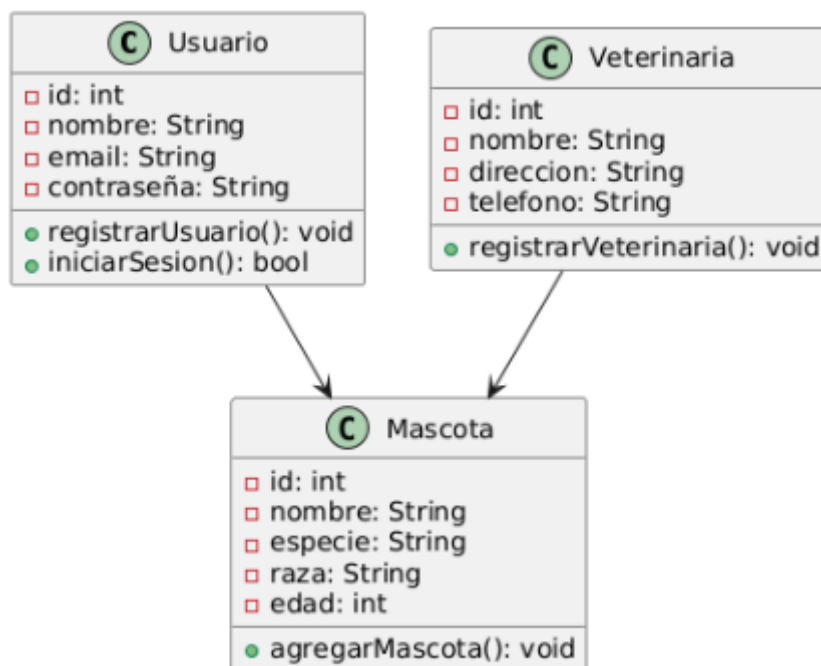 C Usuario
id: int
nombre: String
email: String
contraseña: String
registrarUsuario(): void
iniciarSesion(): bool
C Veterinaria
id: int
nombre: String
direccion: String
telefono: String
registrarVeterinaria(): void
C Mascota
id: int
nombre: String
especie: String
raza: String
edad: int
agregarMascota(): void